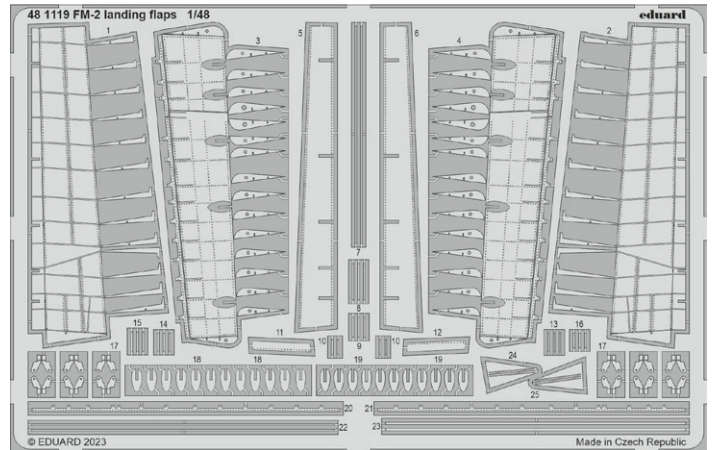 48 1119 FM-2 landing flaps 1/48 eduard
1 3 5 6 4 2
7
8
15 14 9 13 16
17 11 10 10 12 17
18 18 19 19 24
25
20 21
22 23
© EDUARD 2023 Made in Czech Republic